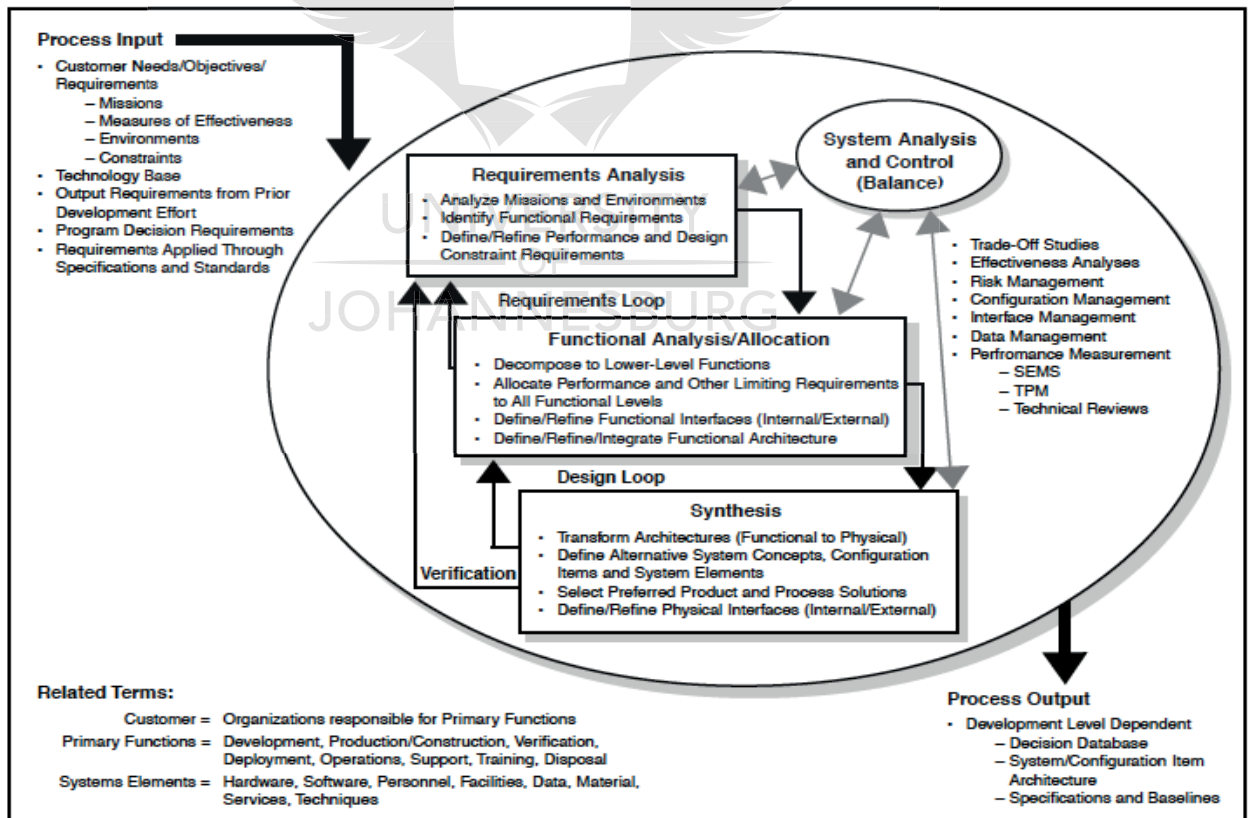 Process Input
• Customer Needs/Objectives/
Requirements
– Missions
– Measures of Effectiveness
– Environments
– Constraints
• Technology Base
• Output Requirements from Prior
Development Effort
• Program Decision Requirements
• Requirements Applied Through
Specifications and Standards
System Analysis
and Control
(Balance)
Requirements Analysis
• Analyze Missions and Environments
• Identify Functional Requirements
• Define/Refine Performance and Design
Constraint Requirements
UNIVERSITY
OF
JOHANNESBURG
• Trade-Off Studies
• Effectiveness Analyses
• Risk Management
• Configuration Management
• Interface Management
• Data Management
• Perfromance Measurement
– SEMS
– TPM
– Technical Reviews
Requirements Loop
Functional Analysis/Allocation
• Decompose to Lower-Level Functions
• Allocate Performance and Other Limiting Requirements
to All Functional Levels
• Define/Refine Functional Interfaces (Internal/External)
• Define/Refine/Integrate Functional Architecture
Design Loop
Synthesis
• Transform Architectures (Functional to Physical)
• Define Alternative System Concepts, Configuration
Items and System Elements
• Select Preferred Product and Process Solutions
• Define/Refine Physical Interfaces (Internal/External)
Verification
Related Terms:
Customer = Organizations responsible for Primary Functions
Primary Functions = Development, Production/Construction, Verification,
Deployment, Operations, Support, Training, Disposal
Systems Elements = Hardware, Software, Personnel, Facilities, Data, Material,
Services, Techniques
Process Output
• Development Level Dependent
– Decision Database
– System/Configuration Item
Architecture
– Specifications and Baselines